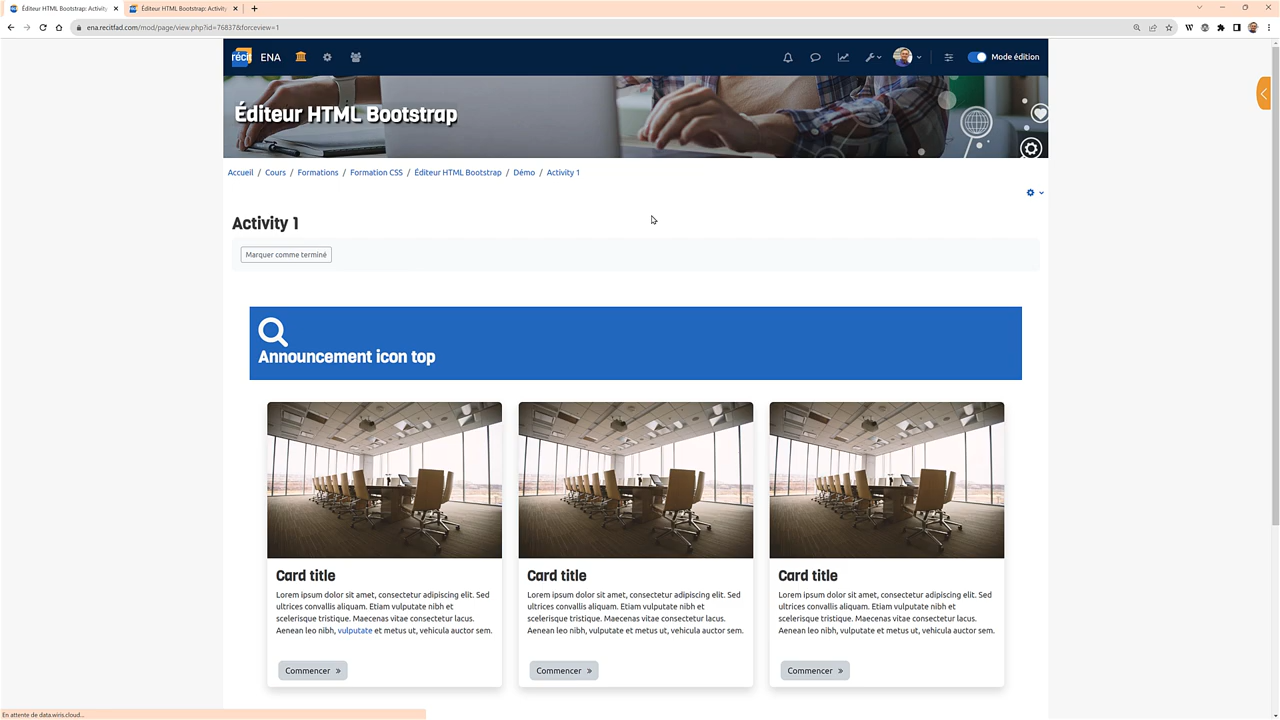 Éditeur HTML Bootstrap: Activity
Éditeur HTML Bootstrap: Activity
ena.recitfad.com/mod/page/view.php?id=76837&forceview=1
récit ENA
Mode édition
Éditeur HTML Bootstrap
Accueil / Cours / Formations / Formation CSS / Éditeur HTML Bootstrap / Démo / Activity 1
Activity 1
Marquer comme terminé
Announcement icon top
Card title
Lorem ipsum dolor sit amet, consectetur adipiscing elit. Sed
ultrices convallis aliquam. Etiam vulputate nibh et
scelerisque tristique. Maecenas vitae consectetur lacus.
Aenean leo nibh, vulputate et metus ut, vehicula auctor sem.
Commencer »
Card title
Lorem ipsum dolor sit amet, consectetur adipiscing elit. Sed
ultrices convallis aliquam. Etiam vulputate nibh et
scelerisque tristique. Maecenas vitae consectetur lacus.
Aenean leo nibh, vulputate et metus ut, vehicula auctor sem.
Commencer »
Card title
Lorem ipsum dolor sit amet, consectetur adipiscing elit. Sed
ultrices convallis aliquam. Etiam vulputate nibh et
scelerisque tristique. Maecenas vitae consectetur lacus.
Aenean leo nibh, vulputate et metus ut, vehicula auctor sem.
Commencer »
En attente de data.wiris.cloud...